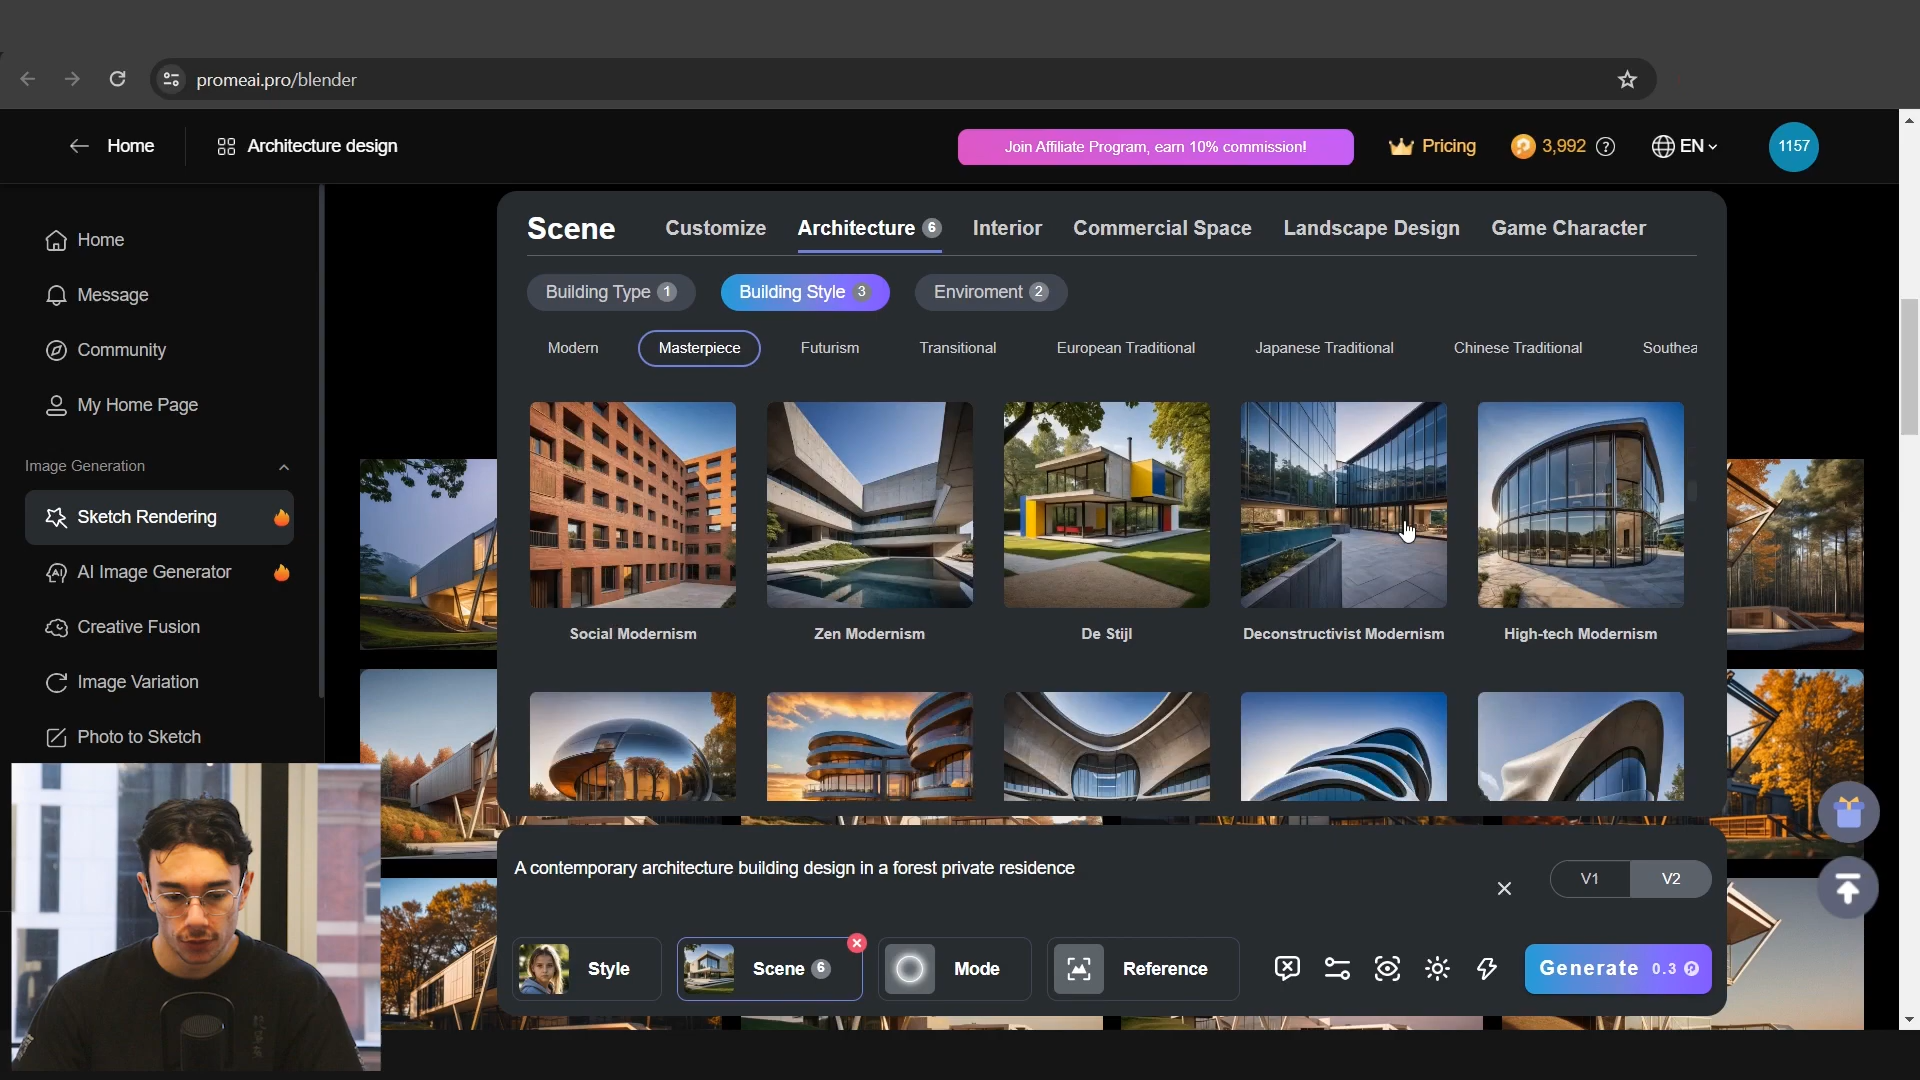 promeai.pro/blender
Home
Architecture design
Join Affiliate Program, earn 10% commission!
Pricing
3,992
EN
1157
Home
Message
Community
My Home Page
Image Generation
Sketch Rendering
AI Image Generator
Creative Fusion
Image Variation
Photo to Sketch
Scene
Customize
Architecture 6
Interior
Commercial Space
Landscape Design
Game Character
Building Type 1
Building Style 3
Enviroment 2
Modern
Masterpiece
Futurism
Transitional
European Traditional
Japanese Traditional
Chinese Traditional
Southea
Social Modernism
Zen Modernism
De Stijl
Deconstructivist Modernism
High-tech Modernism
A contemporary architecture building design in a forest private residence
V1
V2
Style
Scene 6
Mode
Reference
Generate 0.3